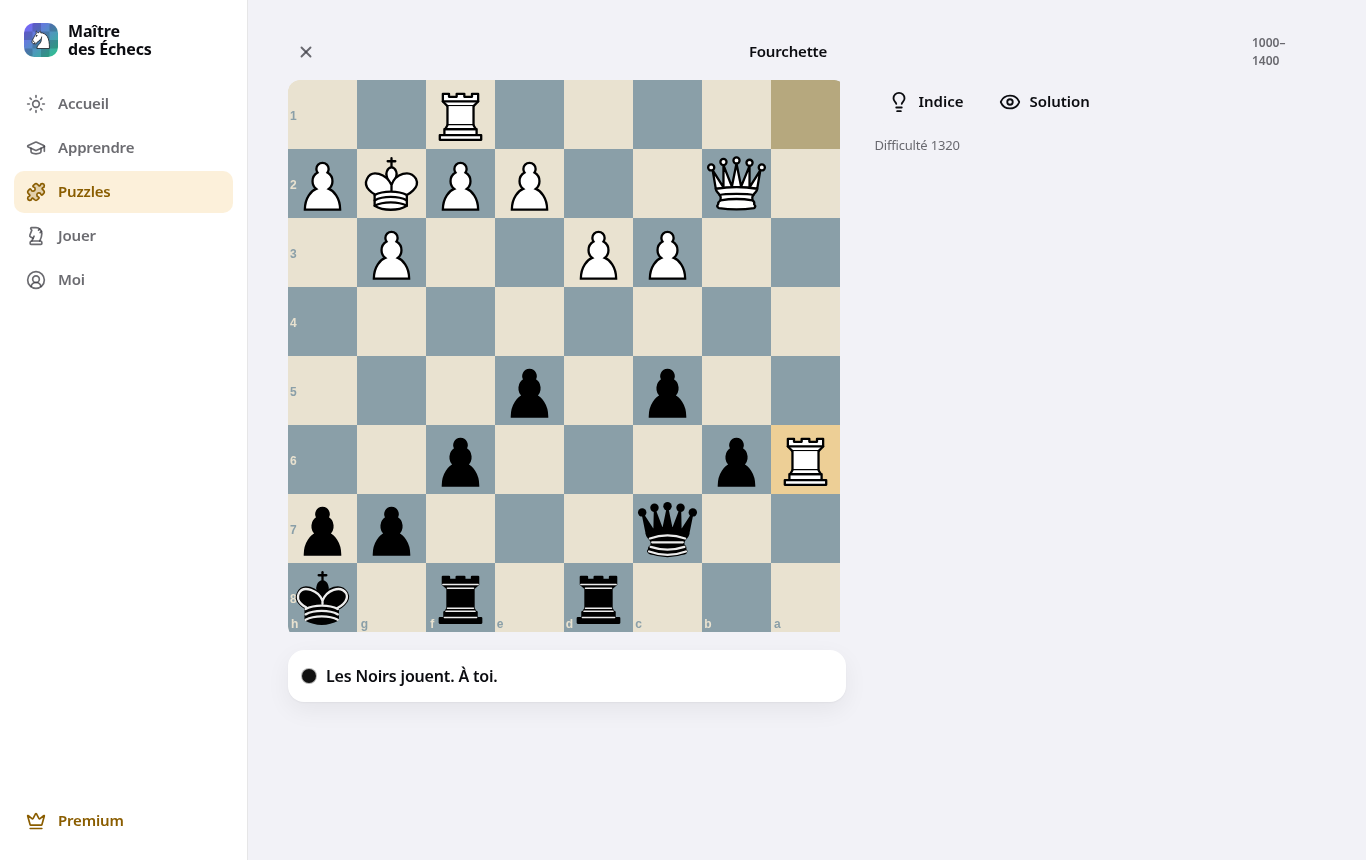 Maître
des Échecs
Accueil
Apprendre
Puzzles
Jouer
Moi
Premium
Fourchette
1000–
1400
Indice
Solution
Difficulté 1320
1
2
3
4
5
6
7
8
h g f e d c b a
Les Noirs jouent. À toi.